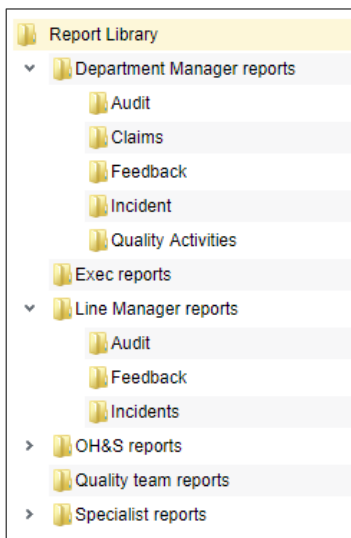 Report Library
Department Manager reports
Audit
Claims
Feedback
Incident
Quality Activities
Exec reports
Line Manager reports
Audit
Feedback
Incidents
OH&S reports
Quality team reports
Specialist reports